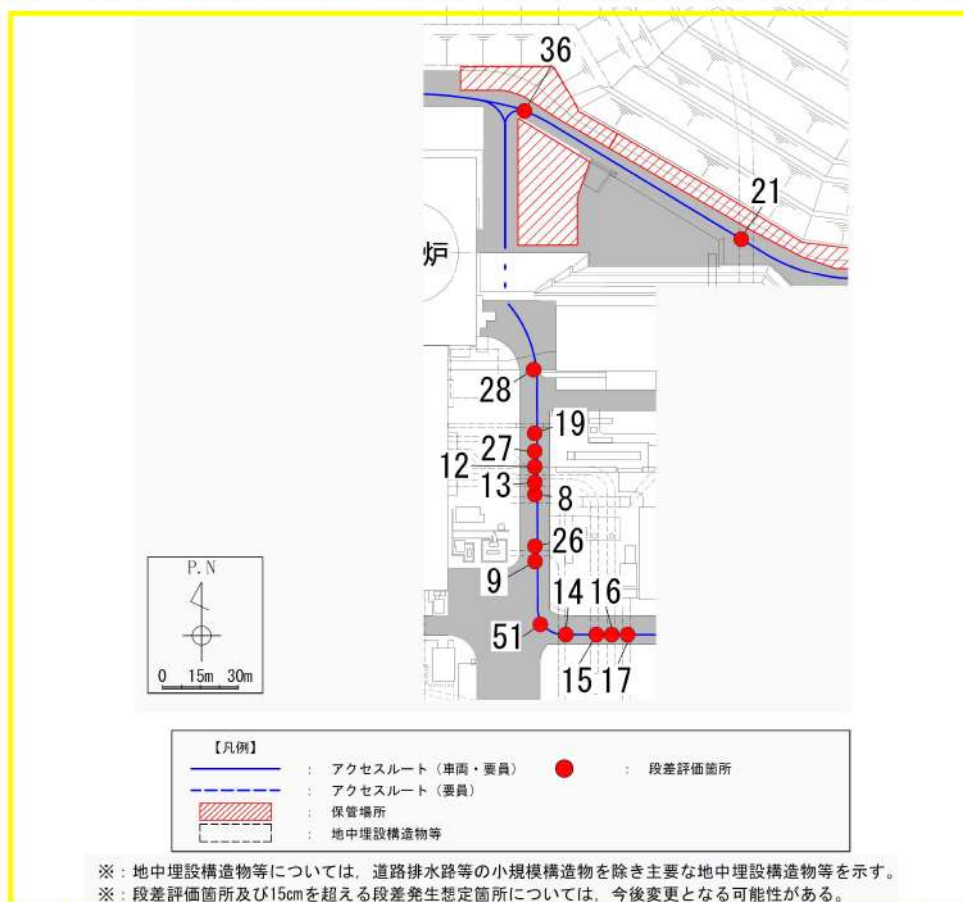 36
21
炉
28
19
27
12
13
8
26
9
14 16
51
15 17
P.N
0 15m 30m
【凡例】
： アクセスルート（車両・要員） ： 段差評価箇所
： アクセスルート（要員）
： 保管場所
： 地中埋設構造物等
※：地中埋設構造物等については，道路排水路等の小規模構造物を除き主要な地中埋設構造物等を示す。
※：段差評価箇所及び15cmを超える段差発生想定箇所については，今後変更となる可能性がある。